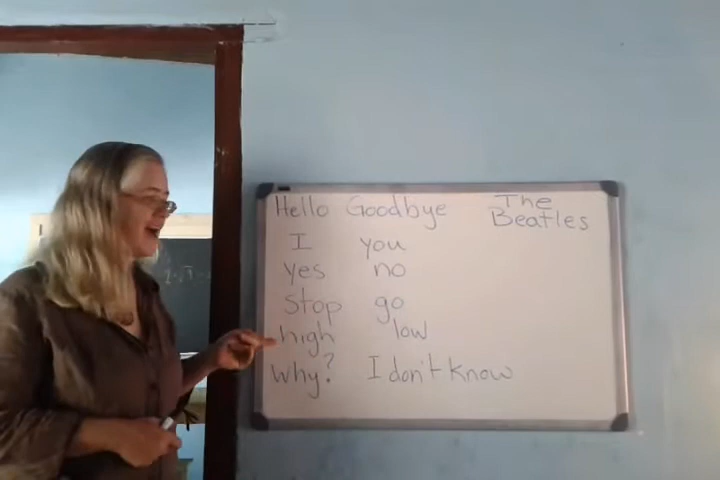 Hello Goodbye The Beatles
I you
yes no
stop go
high low
why? I don't know